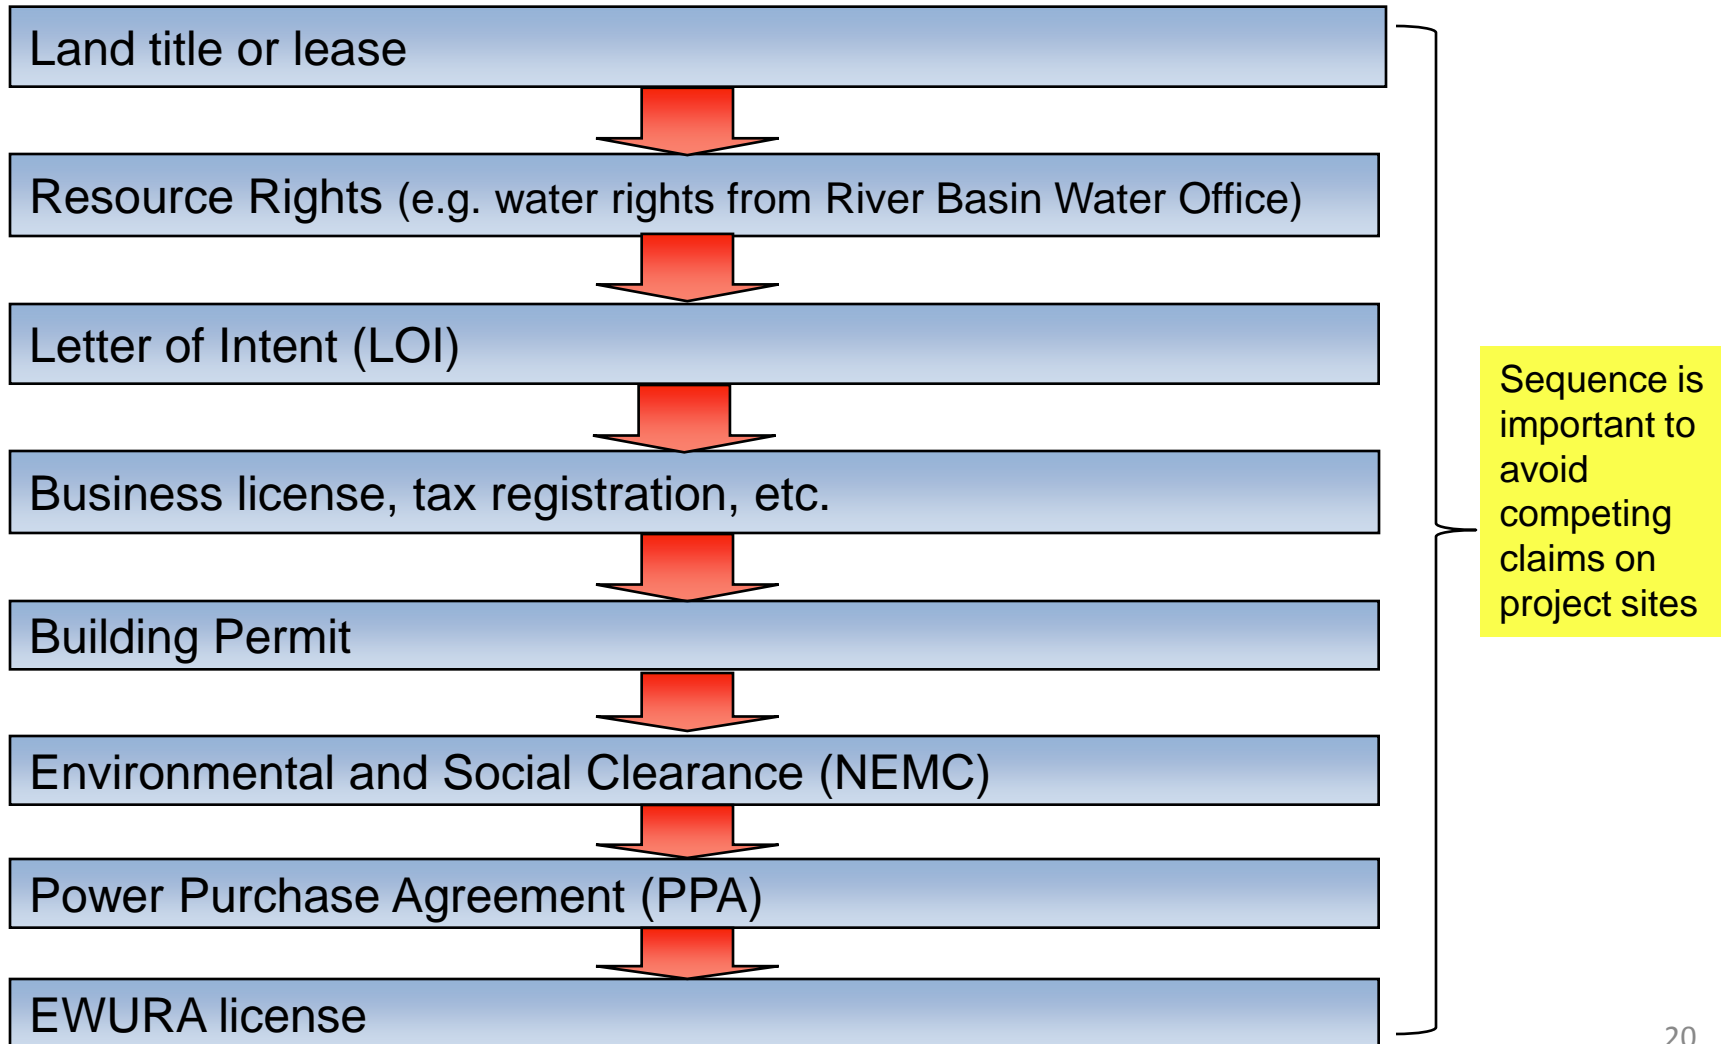 Land title or lease
Resource Rights (e.g. water rights from River Basin Water Office)
Letter of Intent (LOI)
Business license, tax registration, etc.
Building Permit
Environmental and Social Clearance (NEMC)
Power Purchase Agreement (PPA)
EWURA license
Sequence is
important to
avoid
competing
claims on
project sites
20